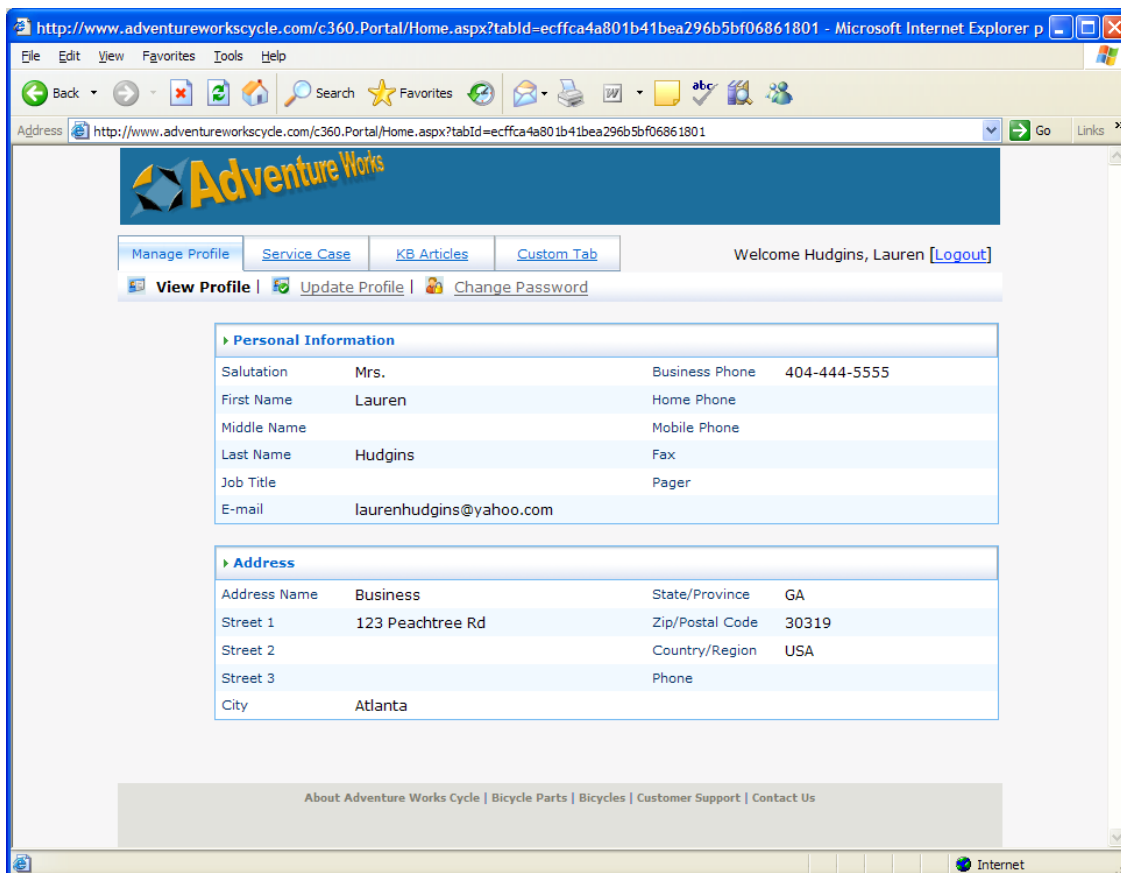 http://www.adventureworkscycle.com/c360.Portal/Home.aspx?tabId=ecffca4a801b41bea296b5bf06861801 - Microsoft Internet Explorer p
File Edit View Favorites Tools Help
Back Search Favorites W abc
Address http://www.adventureworkscycle.com/c360.Portal/Home.aspx?tabId=ecffca4a801b41bea296b5bf06861801 Go Links »
Adventure Works
Manage Profile Service Case KB Articles Custom Tab Welcome Hudgins, Lauren [Logout]
View Profile | Update Profile | Change Password
Personal Information
Salutation Mrs. Business Phone 404-444-5555
First Name Lauren Home Phone
Middle Name Mobile Phone
Last Name Hudgins Fax
Job Title Pager
E-mail laurenhudgins@yahoo.com
Address
Address Name Business State/Province GA
Street 1 123 Peachtree Rd Zip/Postal Code 30319
Street 2 Country/Region USA
Street 3 Phone
City Atlanta
About Adventure Works Cycle | Bicycle Parts | Bicycles | Customer Support | Contact Us
Internet